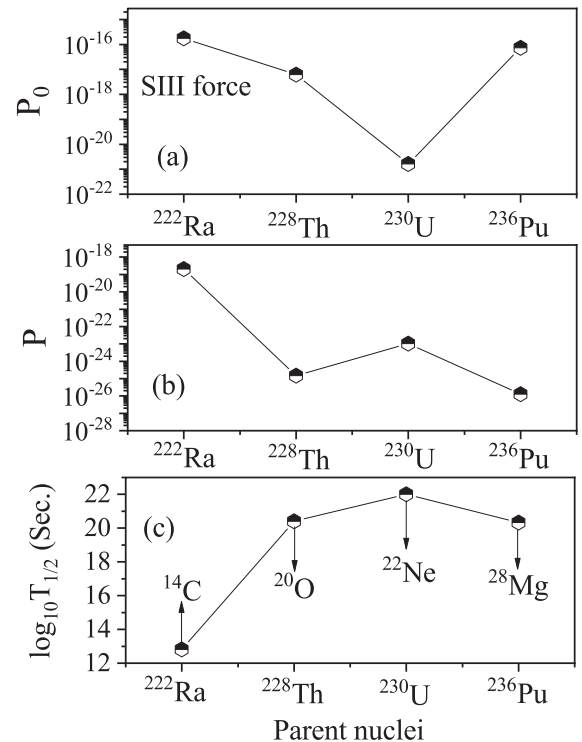 P₀
10⁻¹⁶
10⁻¹⁸
10⁻²⁰
10⁻²²
SIII force
(a)
²²²Ra ²²⁸Th ²³⁰U ²³⁶Pu
P
10⁻¹⁸
10⁻²⁰
10⁻²²
10⁻²⁴
10⁻²⁶
10⁻²⁸
(b)
²²²Ra ²²⁸Th ²³⁰U ²³⁶Pu
log₁₀T₁/₂ (Sec.)
22
20
18
16
14
13
12
(c)
¹⁴C
²⁰O
²²Ne
²⁸Mg
²²²Ra ²²⁸Th ²³⁰U ²³⁶Pu
Parent nuclei